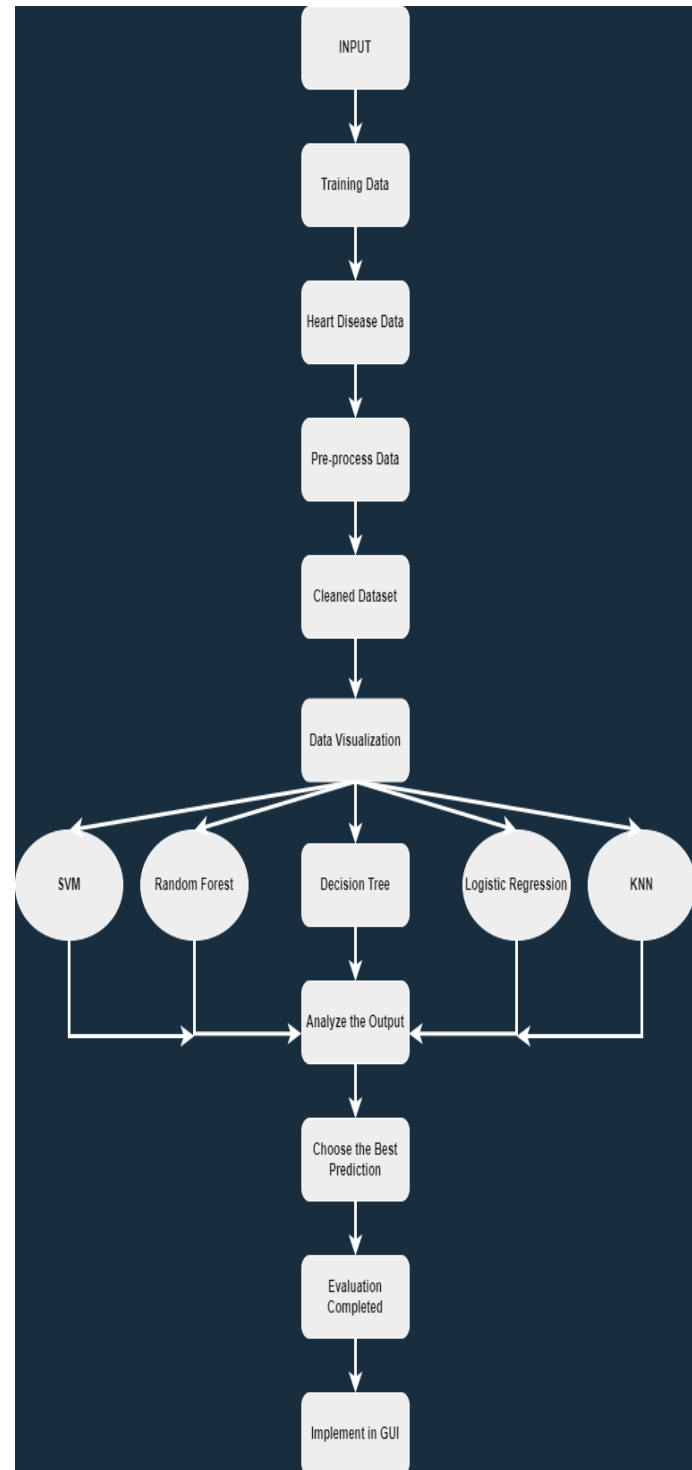 INPUT
Training Data
Heart Disease Data
Pre-process Data
Cleaned Dataset
Data Visualization
SVM
Random Forest
Decision Tree
Logistic Regression
KNN
Analyze the Output
Choose the Best
Prediction
Evaluation
Completed
Implement in GUI